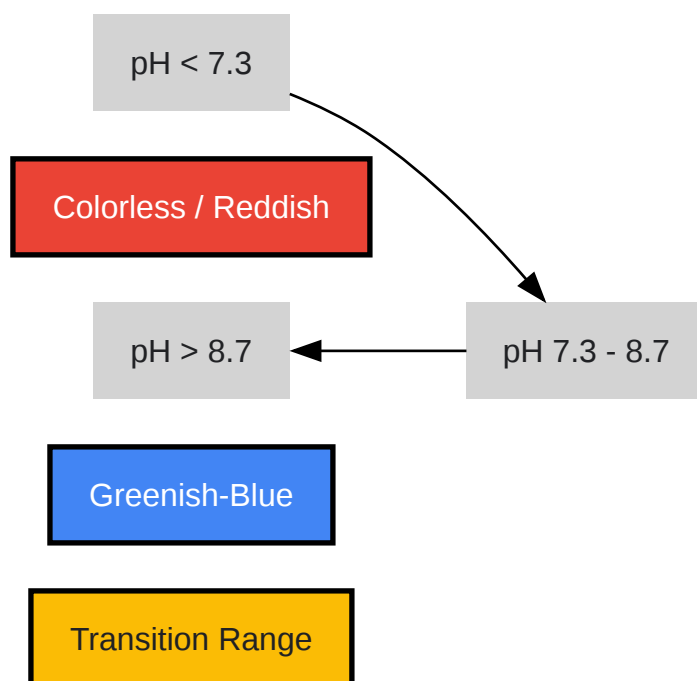 pH < 7.3
Colorless / Reddish
pH > 8.7
pH 7.3 - 8.7
Greenish-Blue
Transition Range